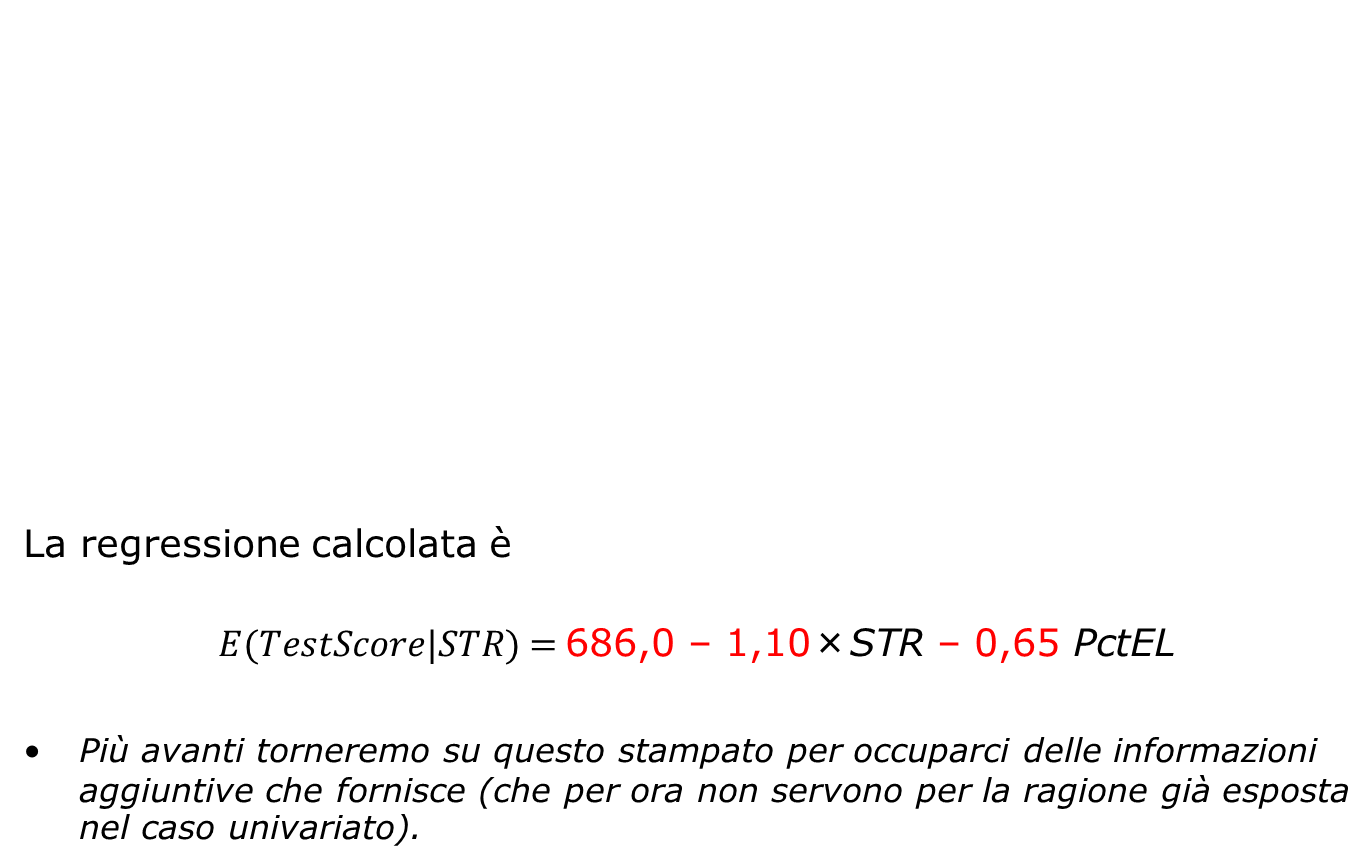 La regressione calcolata è
E(TestScore|STR) = 686,0 – 1,10 × STR – 0,65 PctEL
• Più avanti torneremo su questo stampato per occuparci delle informazioni
aggiuntive che fornisce (che per ora non servono per la ragione già esposta
nel caso univariato).